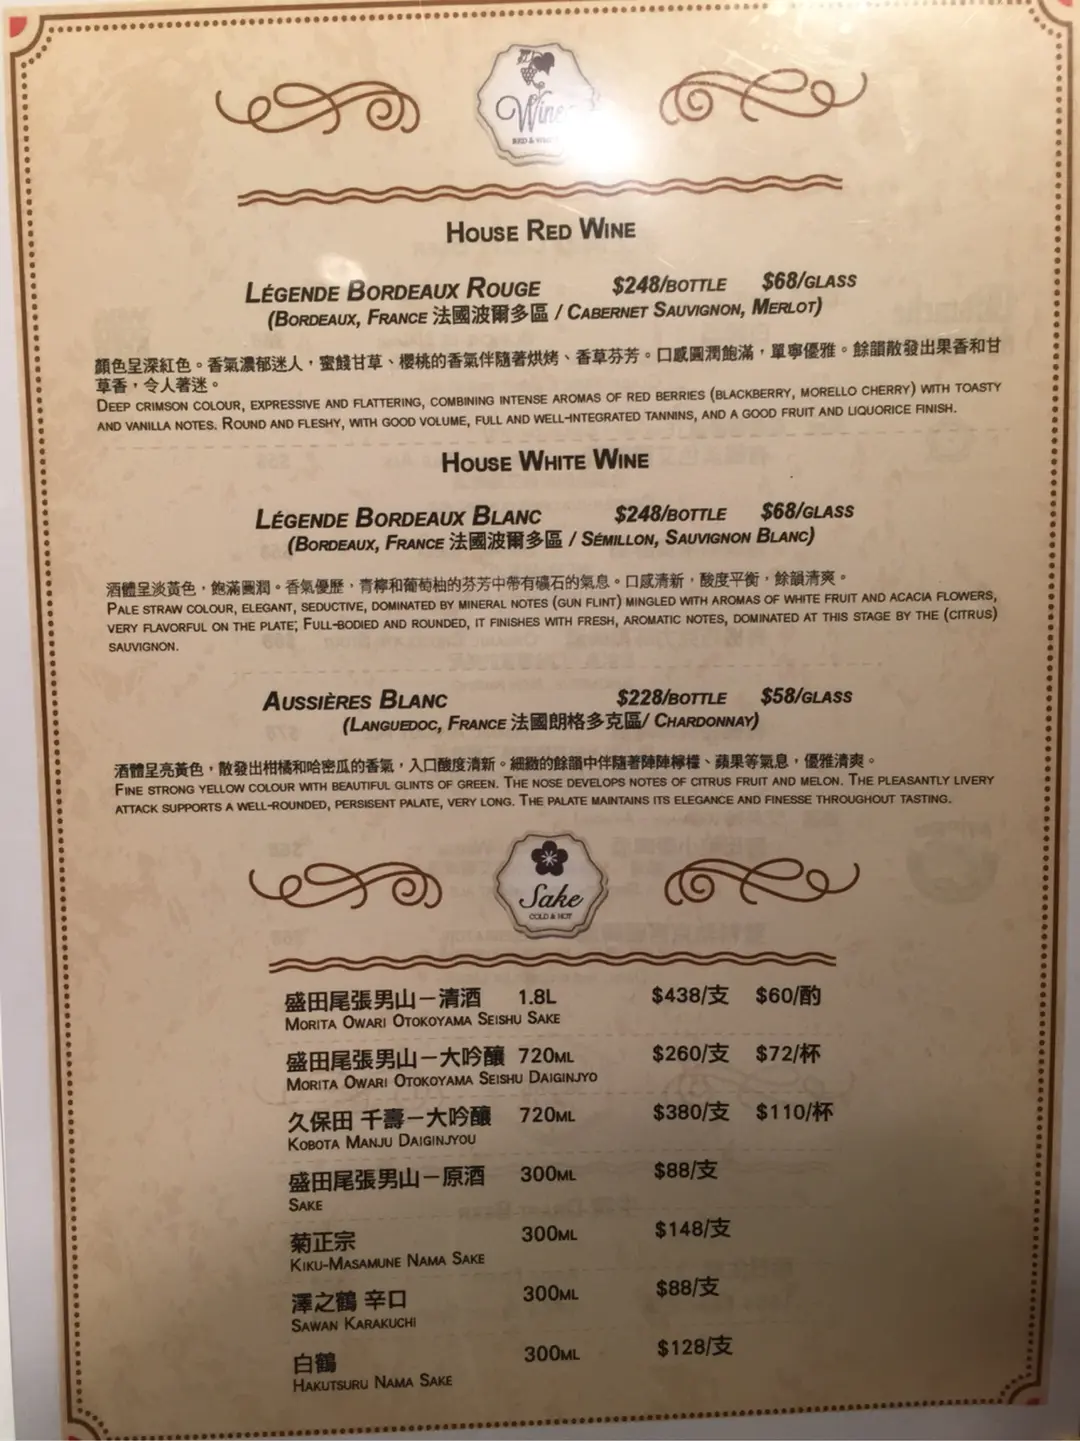 Wine
HOUSE RED WINE
LÉGENDE BORDEAUX ROUGE $248/BOTTLE $68/GLASS
(BORDEAUX, FRANCE 法國波爾多區 / CABERNET SAUVIGNON, MERLOT)
顏色呈深紅色。香氣濃郁迷人，蜜餞甘草、櫻桃的香氣伴隨著烘烤、香草芬芳。口感圓潤飽滿，單寧優雅。餘韻散發出果香和甘
草香，令人著迷。
DEEP CRIMSON COLOUR, EXPRESSIVE AND FLATTERING, COMBINING INTENSE AROMAS OF RED BERRIES (BLACKBERRY, MORELLO CHERRY) WITH TOASTY
AND VANILLA NOTES. ROUND AND FLESHY, WITH GOOD VOLUME, FULL AND WELL-INTEGRATED TANNINS, AND A GOOD FRUIT AND LIQUORICE FINISH.
HOUSE WHITE WINE
LÉGENDE BORDEAUX BLANC $248/BOTTLE $68/GLASS
(BORDEAUX, FRANCE 法國波爾多區 / SÉMILLON, SAUVIGNON BLANC)
酒體呈淡黃色，飽滿圓潤。香氣優歷，青檸和葡萄柚的芬芳中帶有礦石的氣息。口感清新，酸度平衡，餘韻清爽。
PALE STRAW COLOUR, ELEGANT, SEDUCTIVE, DOMINATED BY MINERAL NOTES (GUN FLINT) MINGLED WITH AROMAS OF WHITE FRUIT AND ACACIA FLOWERS,
VERY FLAVORFUL ON THE PLATE; FULL-BODIED AND ROUNDED, IT FINISHES WITH FRESH, AROMATIC NOTES, DOMINATED AT THIS STAGE BY THE (CITRUS)
SAUVIGNON.
AUSSIÈRES BLANC $228/BOTTLE $58/GLASS
(LANGUEDOC, FRANCE 法國朗格多克區/ CHARDONNAY)
酒體呈亮黃色，散發出柑橘和哈密瓜的香氣，入口酸度清新。細緻的餘韻中伴隨著陣陣檸檬、蘋果等氣息，優雅清爽。
FINE STRONG YELLOW COLOUR WITH BEAUTIFUL GLINTS OF GREEN. THE NOSE DEVELOPS NOTES OF CITRUS FRUIT AND MELON. THE PLEASANTLY LIVERY
ATTACK SUPPORTS A WELL-ROUNDED, PERSISENT PALATE, VERY LONG. THE PALATE MAINTAINS ITS ELEGANCE AND FINESSE THROUGHOUT TASTING.
Sake
COLD & HOT
盛田尾張男山－清酒 1.8L $438/支 $60/酌
MORITA OWARI OTOKOYAMA SEISHU SAKE
盛田尾張男山－大吟釀 720ML $260/支 $72/杯
MORITA OWARI OTOKOYAMA SEISHU DAIGINJYO
久保田 千壽－大吟釀 720ML $380/支 $110/杯
KOBOTA MANJU DAIGINJYOU
盛田尾張男山－原酒 300ML $88/支
SAKE
菊正宗 300ML $148/支
KIKU-MASAMUNE NAMA SAKE
澤之鶴 辛口 300ML $88/支
SAWAN KARAKUCHI
白鶴 300ML $128/支
HAKUTSURU NAMA SAKE